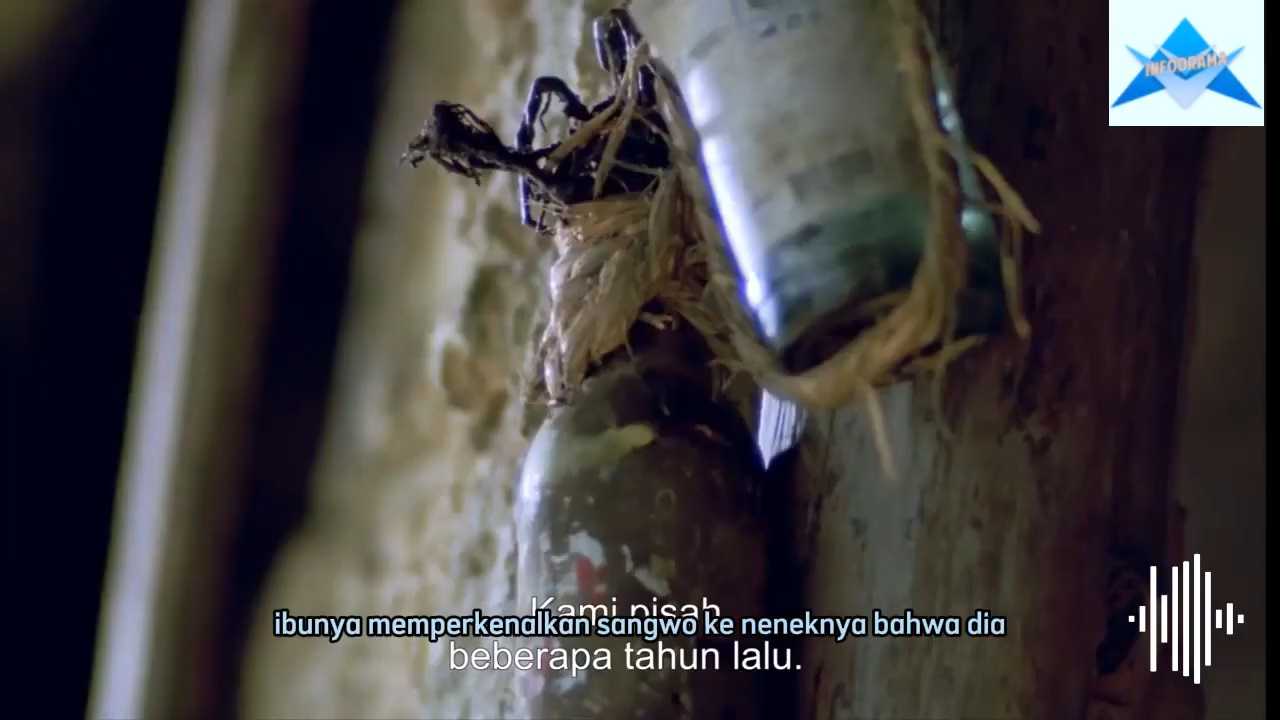 INFODRAMA
Kami pisah
ibunya memperkenalkan sangwo ke neneknya bahwa dia
beberapa tahun lalu.